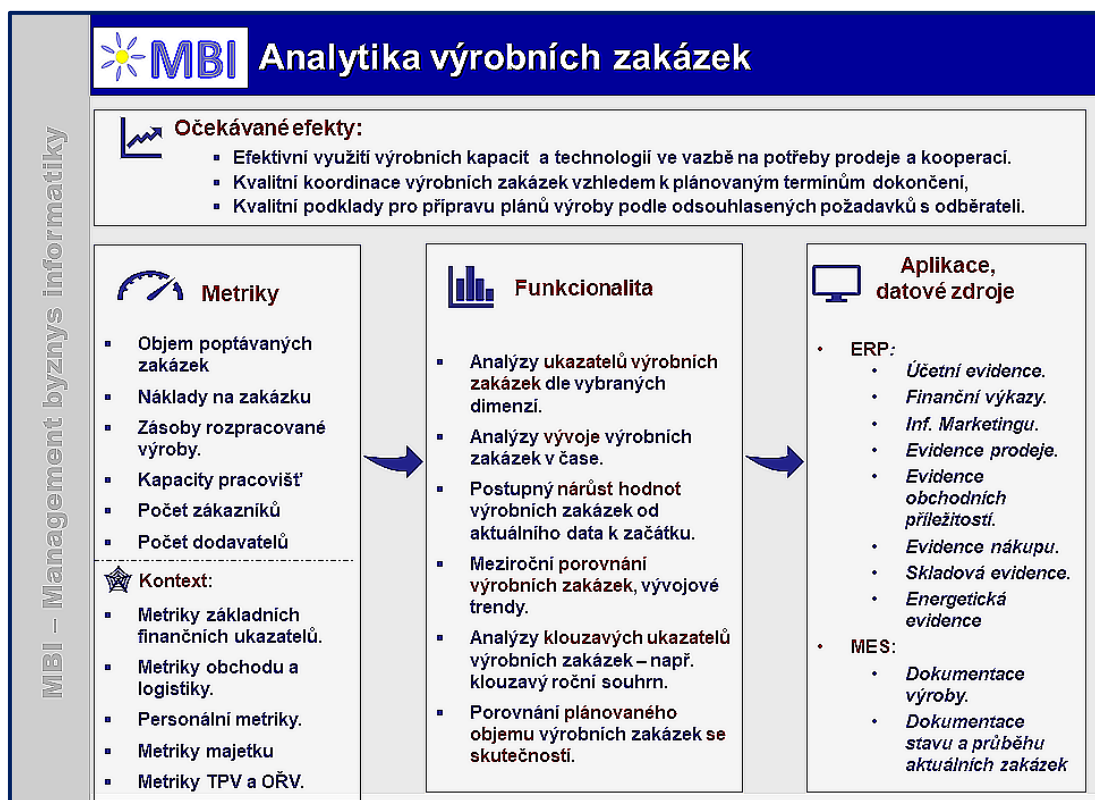 MBI – Management byznys informatiky
MBI
Analytika výrobních zakázek
Očekávané efekty:
▪ Efektivní využití výrobních kapacit a technologií ve vazbě na potřeby prodeje a kooperací.
▪ Kvalitní koordinace výrobních zakázek vzhledem k plánovaným termínům dokončení,
▪ Kvalitní podklady pro přípravu plánů výroby podle odsouhlasených požadavků s odběrateli.
Metriky
▪ Objem poptávaných
zakázek
▪ Náklady na zakázku
▪ Zásoby rozpracované
výroby.
▪ Kapacity pracovišť
▪ Počet zákazníků
▪ Počet dodavatelů
Kontext:
▪ Metriky základních
finančních ukazatelů.
▪ Metriky obchodu a
logistiky.
▪ Personální metriky.
▪ Metriky majetku
▪ Metriky TPV a OŘV.
Funkcionalita
▪ Analýzy ukazatelů výrobních
zakázek dle vybraných
dimenzí.
▪ Analýzy vývoje výrobních
zakázek v čase.
▪ Postupný nárůst hodnot
výrobních zakázek od
aktuálního data k začátku.
▪ Meziroční porovnání
výrobních zakázek, vývojové
trendy.
▪ Analýzy klouzavých ukazatelů
výrobních zakázek – např.
klouzavý roční souhrn.
▪ Porovnání plánovaného
objemu výrobních zakázek se
skutečností.
Aplikace,
datové zdroje
• ERP:
• Účetní evidence.
• Finanční výkazy.
• Inf. Marketingu.
• Evidence prodeje.
• Evidence
obchodních
příležitostí.
• Evidence nákupu.
• Skladová evidence.
• Energetická
evidence
• MES:
• Dokumentace
výroby.
• Dokumentace
stavu a průběhu
aktuálních zakázek